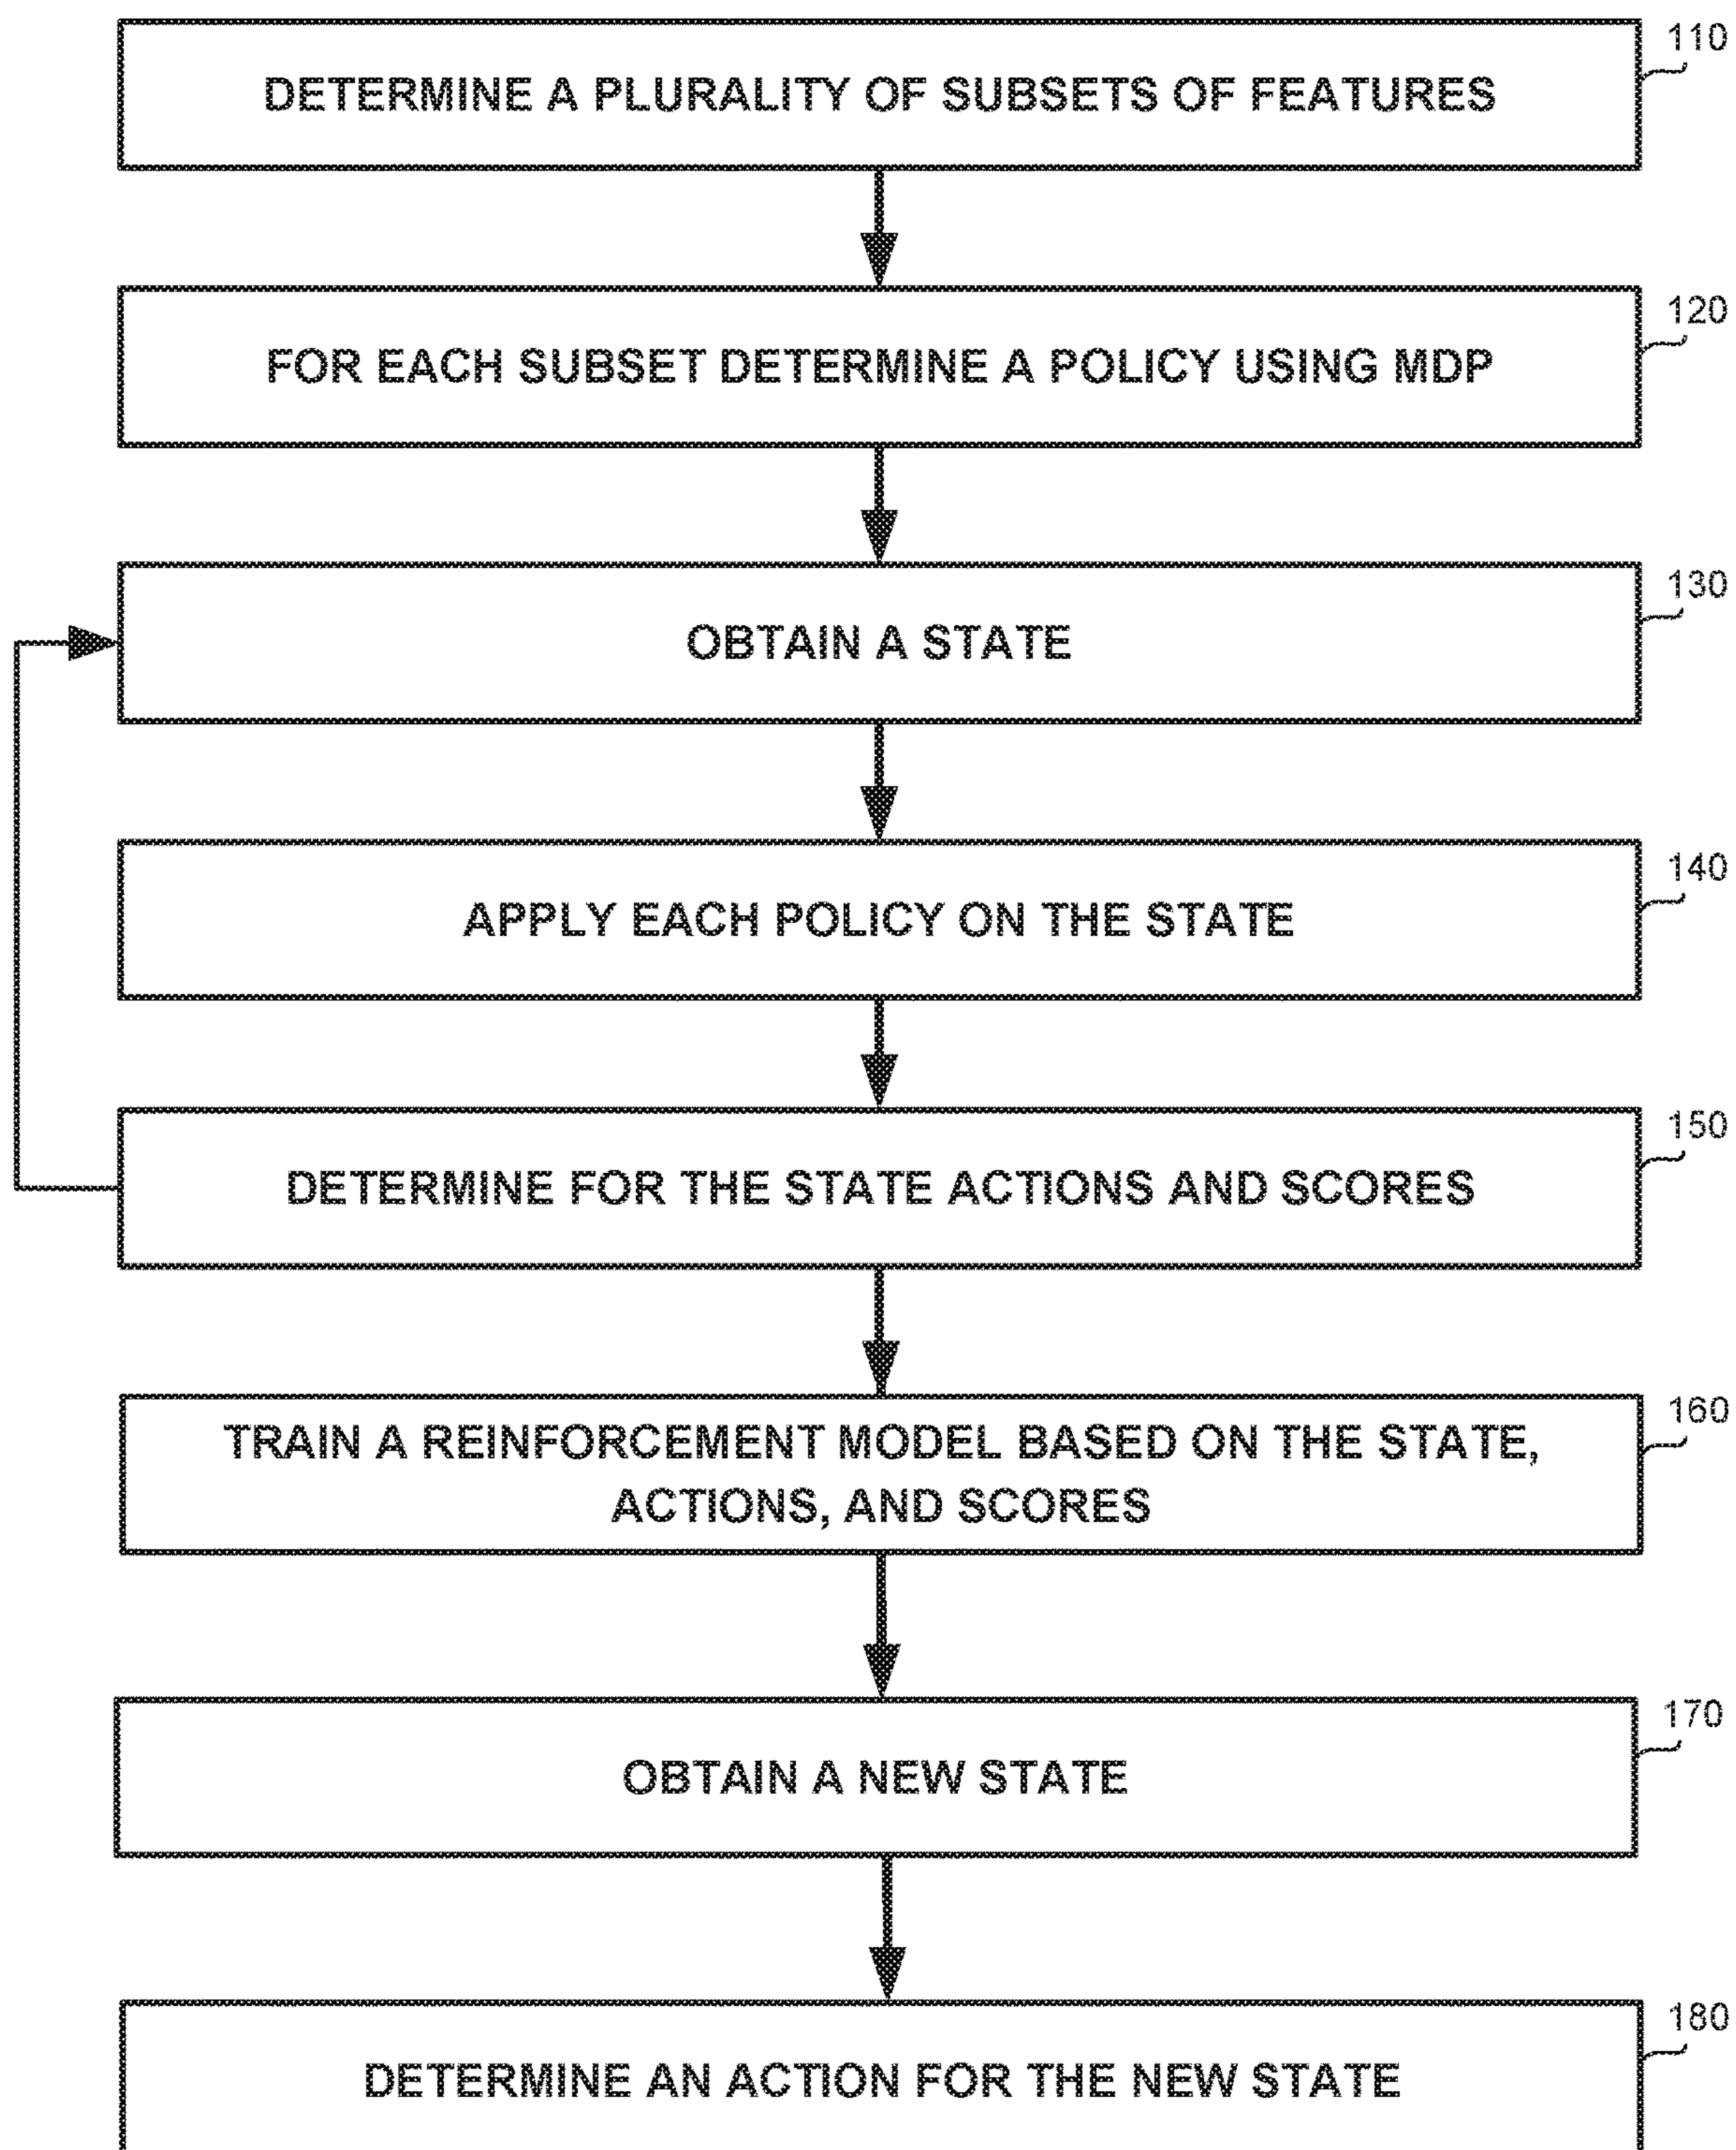 110
DETERMINE A PLURALITY OF SUBSETS OF FEATURES
120
FOR EACH SUBSET DETERMINE A POLICY USING MDP
130
OBTAIN A STATE
140
APPLY EACH POLICY ON THE STATE
150
DETERMINE FOR THE STATE ACTIONS AND SCORES
160
TRAIN A REINFORCEMENT MODEL BASED ON THE STATE,
ACTIONS, AND SCORES
170
OBTAIN A NEW STATE
180
DETERMINE AN ACTION FOR THE NEW STATE